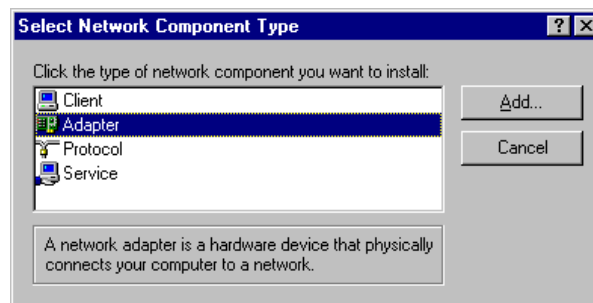 Select Network Component Type
Click the type of network component you want to install:
Client
Adapter
Protocol
Service
Add...
Cancel
A network adapter is a hardware device that physically
connects your computer to a network.